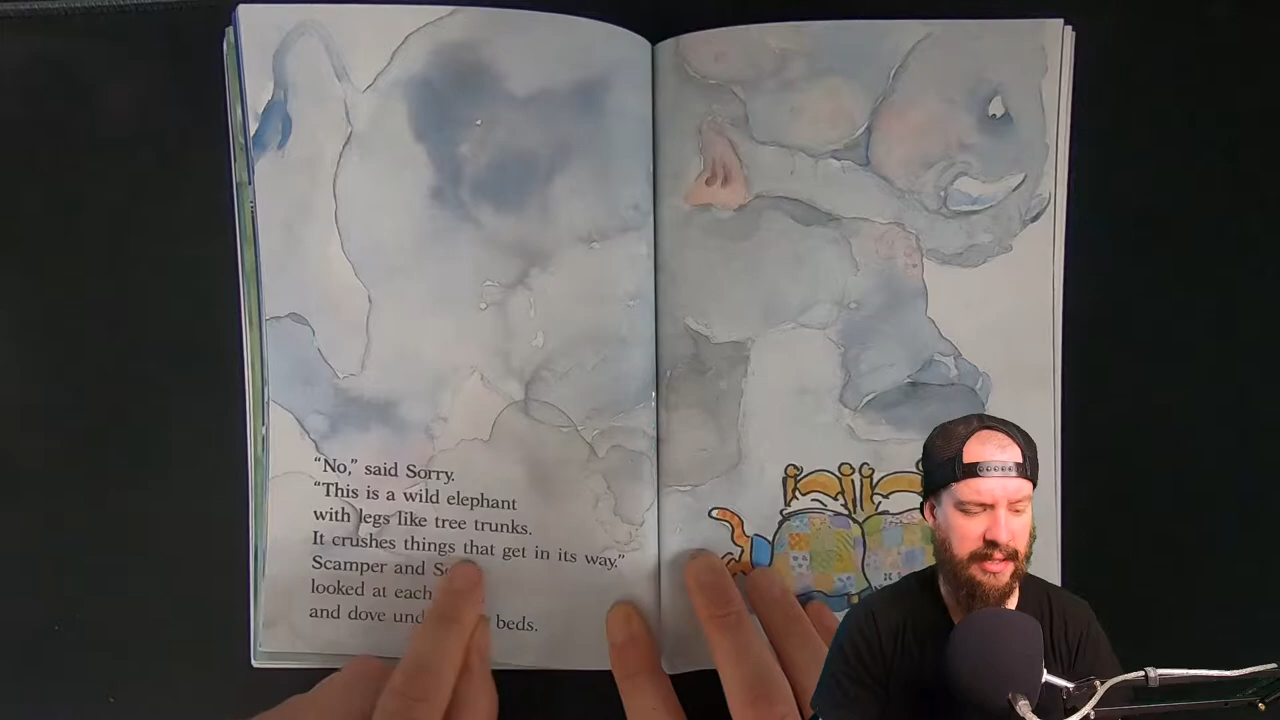 “No,” said Sorry.
“This is a wild elephant
with legs like tree trunks.
It crushes things that get in its way.”
Scamper and
looked at each
and dove beds.